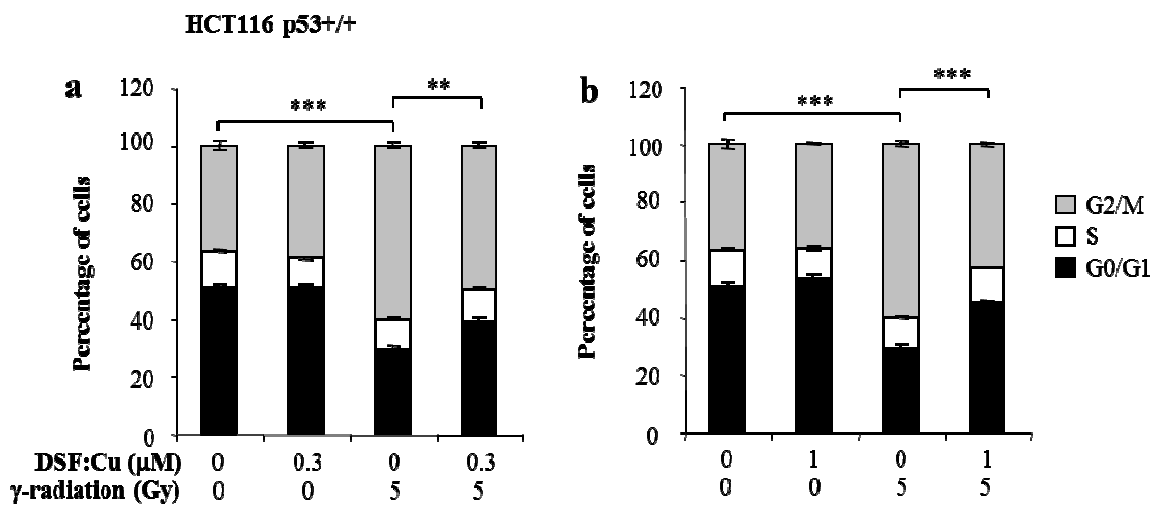 HCT116 p53+/+
a
b
**
***
***
***
120
100
80
60
40
20
0
Percentage of cells
120
100
80
60
40
20
0
Percentage of cells
G2/M
S
G0/G1
DSF:Cu (μM) 0 0.3 0 0.3 0 1 0 1
γ-radiation (Gy) 0 0 5 5 0 0 5 5